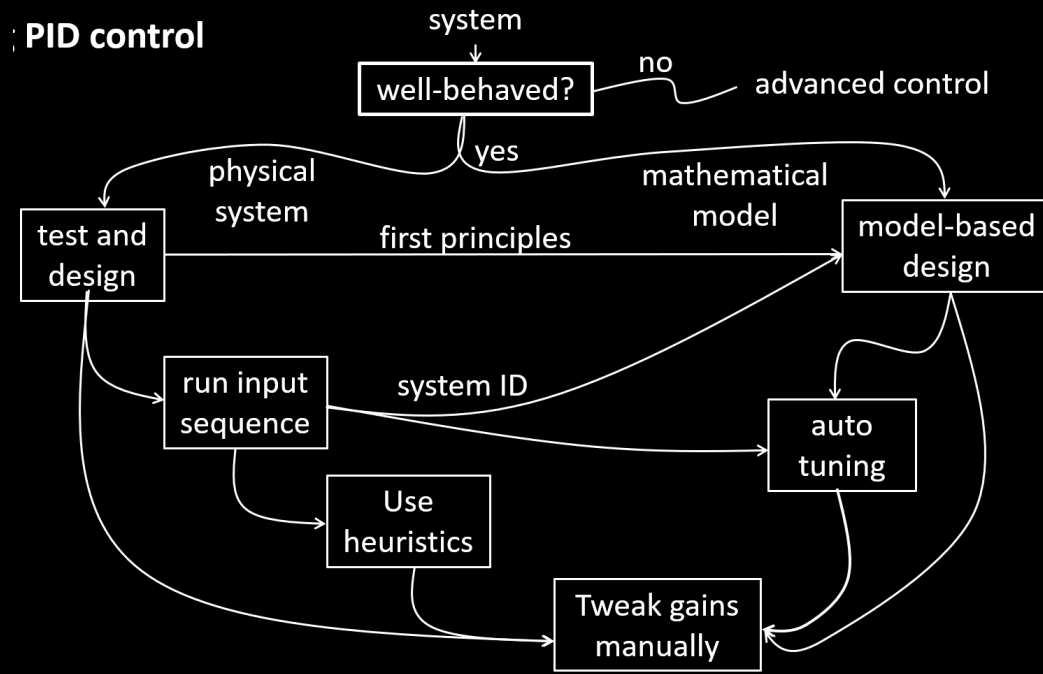 : PID control
system
well-behaved?
no
advanced control
yes
physical
system
mathematical
model
test and
design
first principles
model-based
design
run input
sequence
system ID
auto
tuning
Use
heuristics
Tweak gains
manually